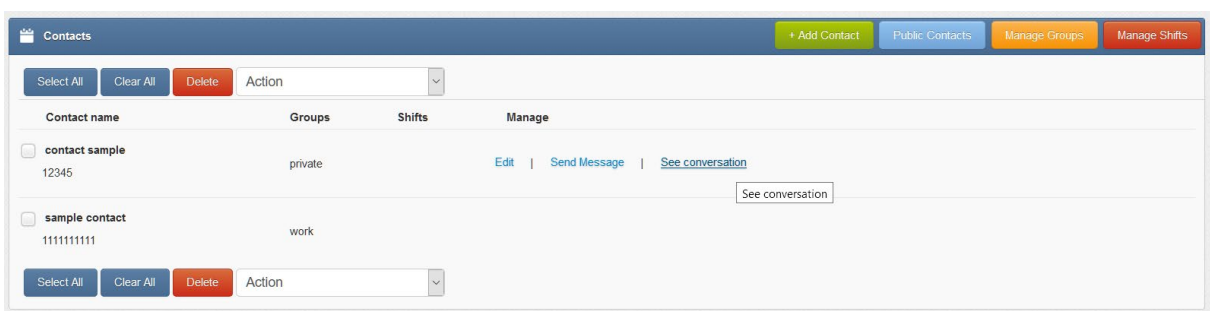 Contacts + Add Contact Public Contacts Manage Groups Manage Shifts
Select All Clear All Delete Action
Contact name Groups Shifts Manage
contact sample
12345 private Edit | Send Message | See conversation
See conversation
sample contact
1111111111 work
Select All Clear All Delete Action